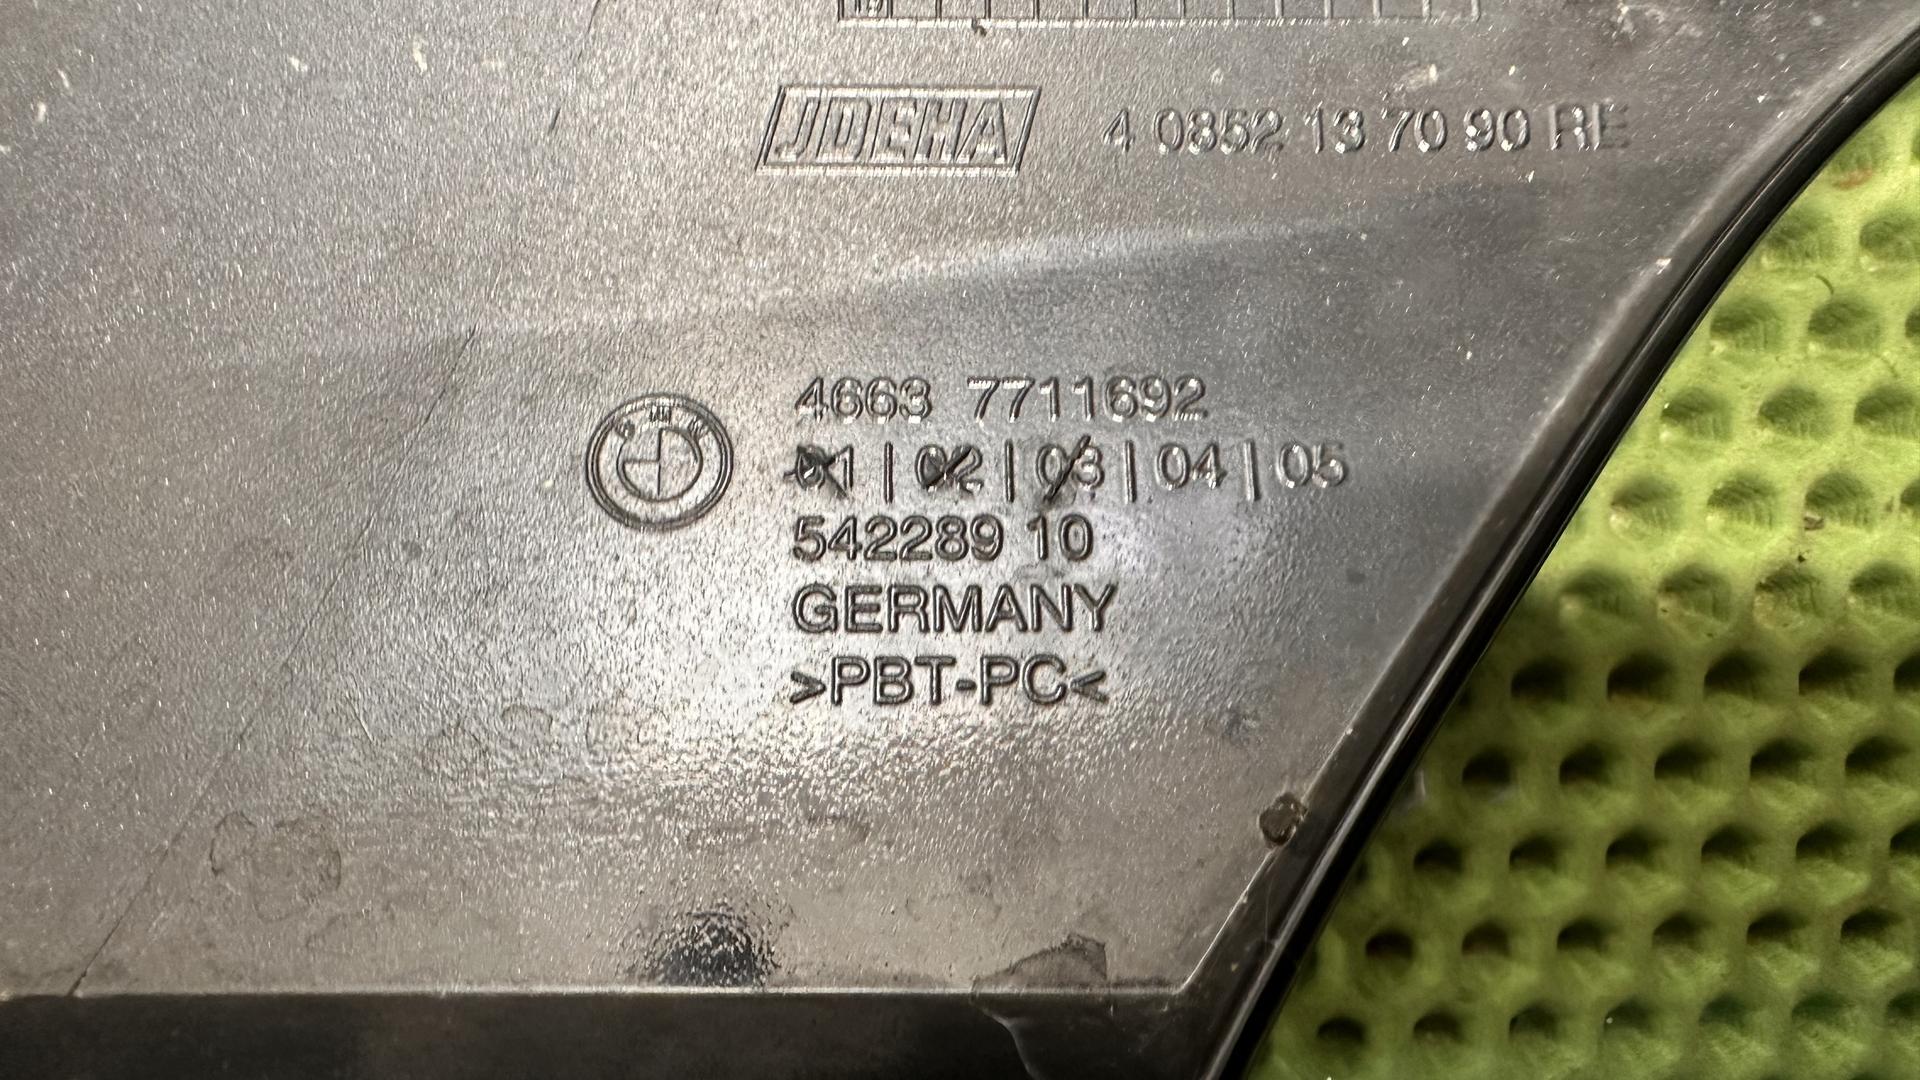 JDEHA
4 0852 13 70 90 RE
4663 7711692
01 | 02 | 03 | 04 | 05
542289 10
GERMANY
>PBT-PC<